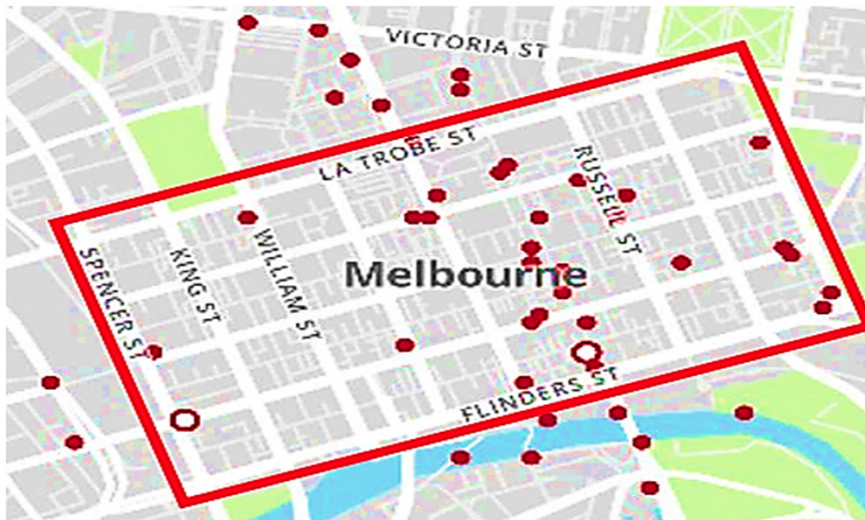 VICTORIA ST
LA TROBE ST
RUSSELL ST
SPENCER ST
KING ST
WILLIAM ST
Melbourne
FLINDERS ST